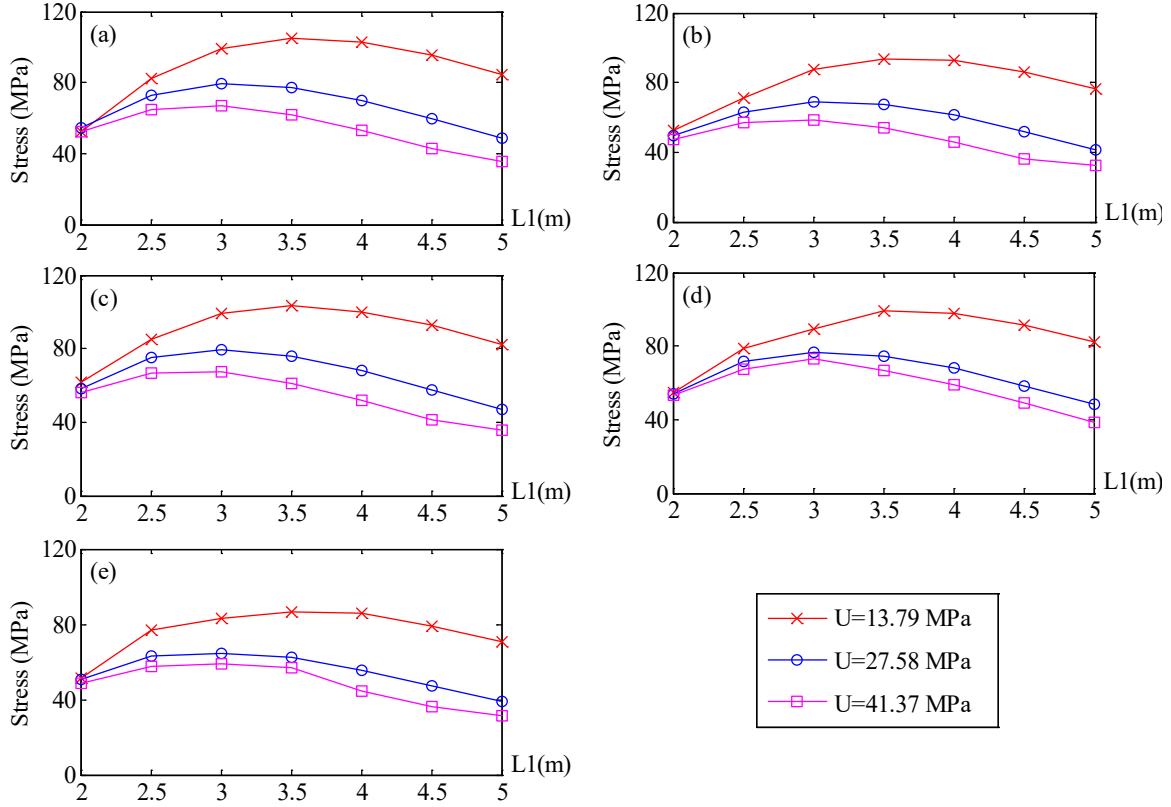 (a)
Stress (MPa)
120
80
40
0
2 2.5 3 3.5 4 4.5 5
L1(m)
(b)
Stress (MPa)
120
80
40
0
2 2.5 3 3.5 4 4.5 5
L1(m)
(c)
Stress (MPa)
120
80
40
0
2 2.5 3 3.5 4 4.5 5
L1(m)
(d)
Stress (MPa)
120
80
40
0
2 2.5 3 3.5 4 4.5 5
L1(m)
(e)
Stress (MPa)
120
80
40
0
2 2.5 3 3.5 4 4.5 5
L1(m)
U=13.79 MPa
U=27.58 MPa
U=41.37 MPa